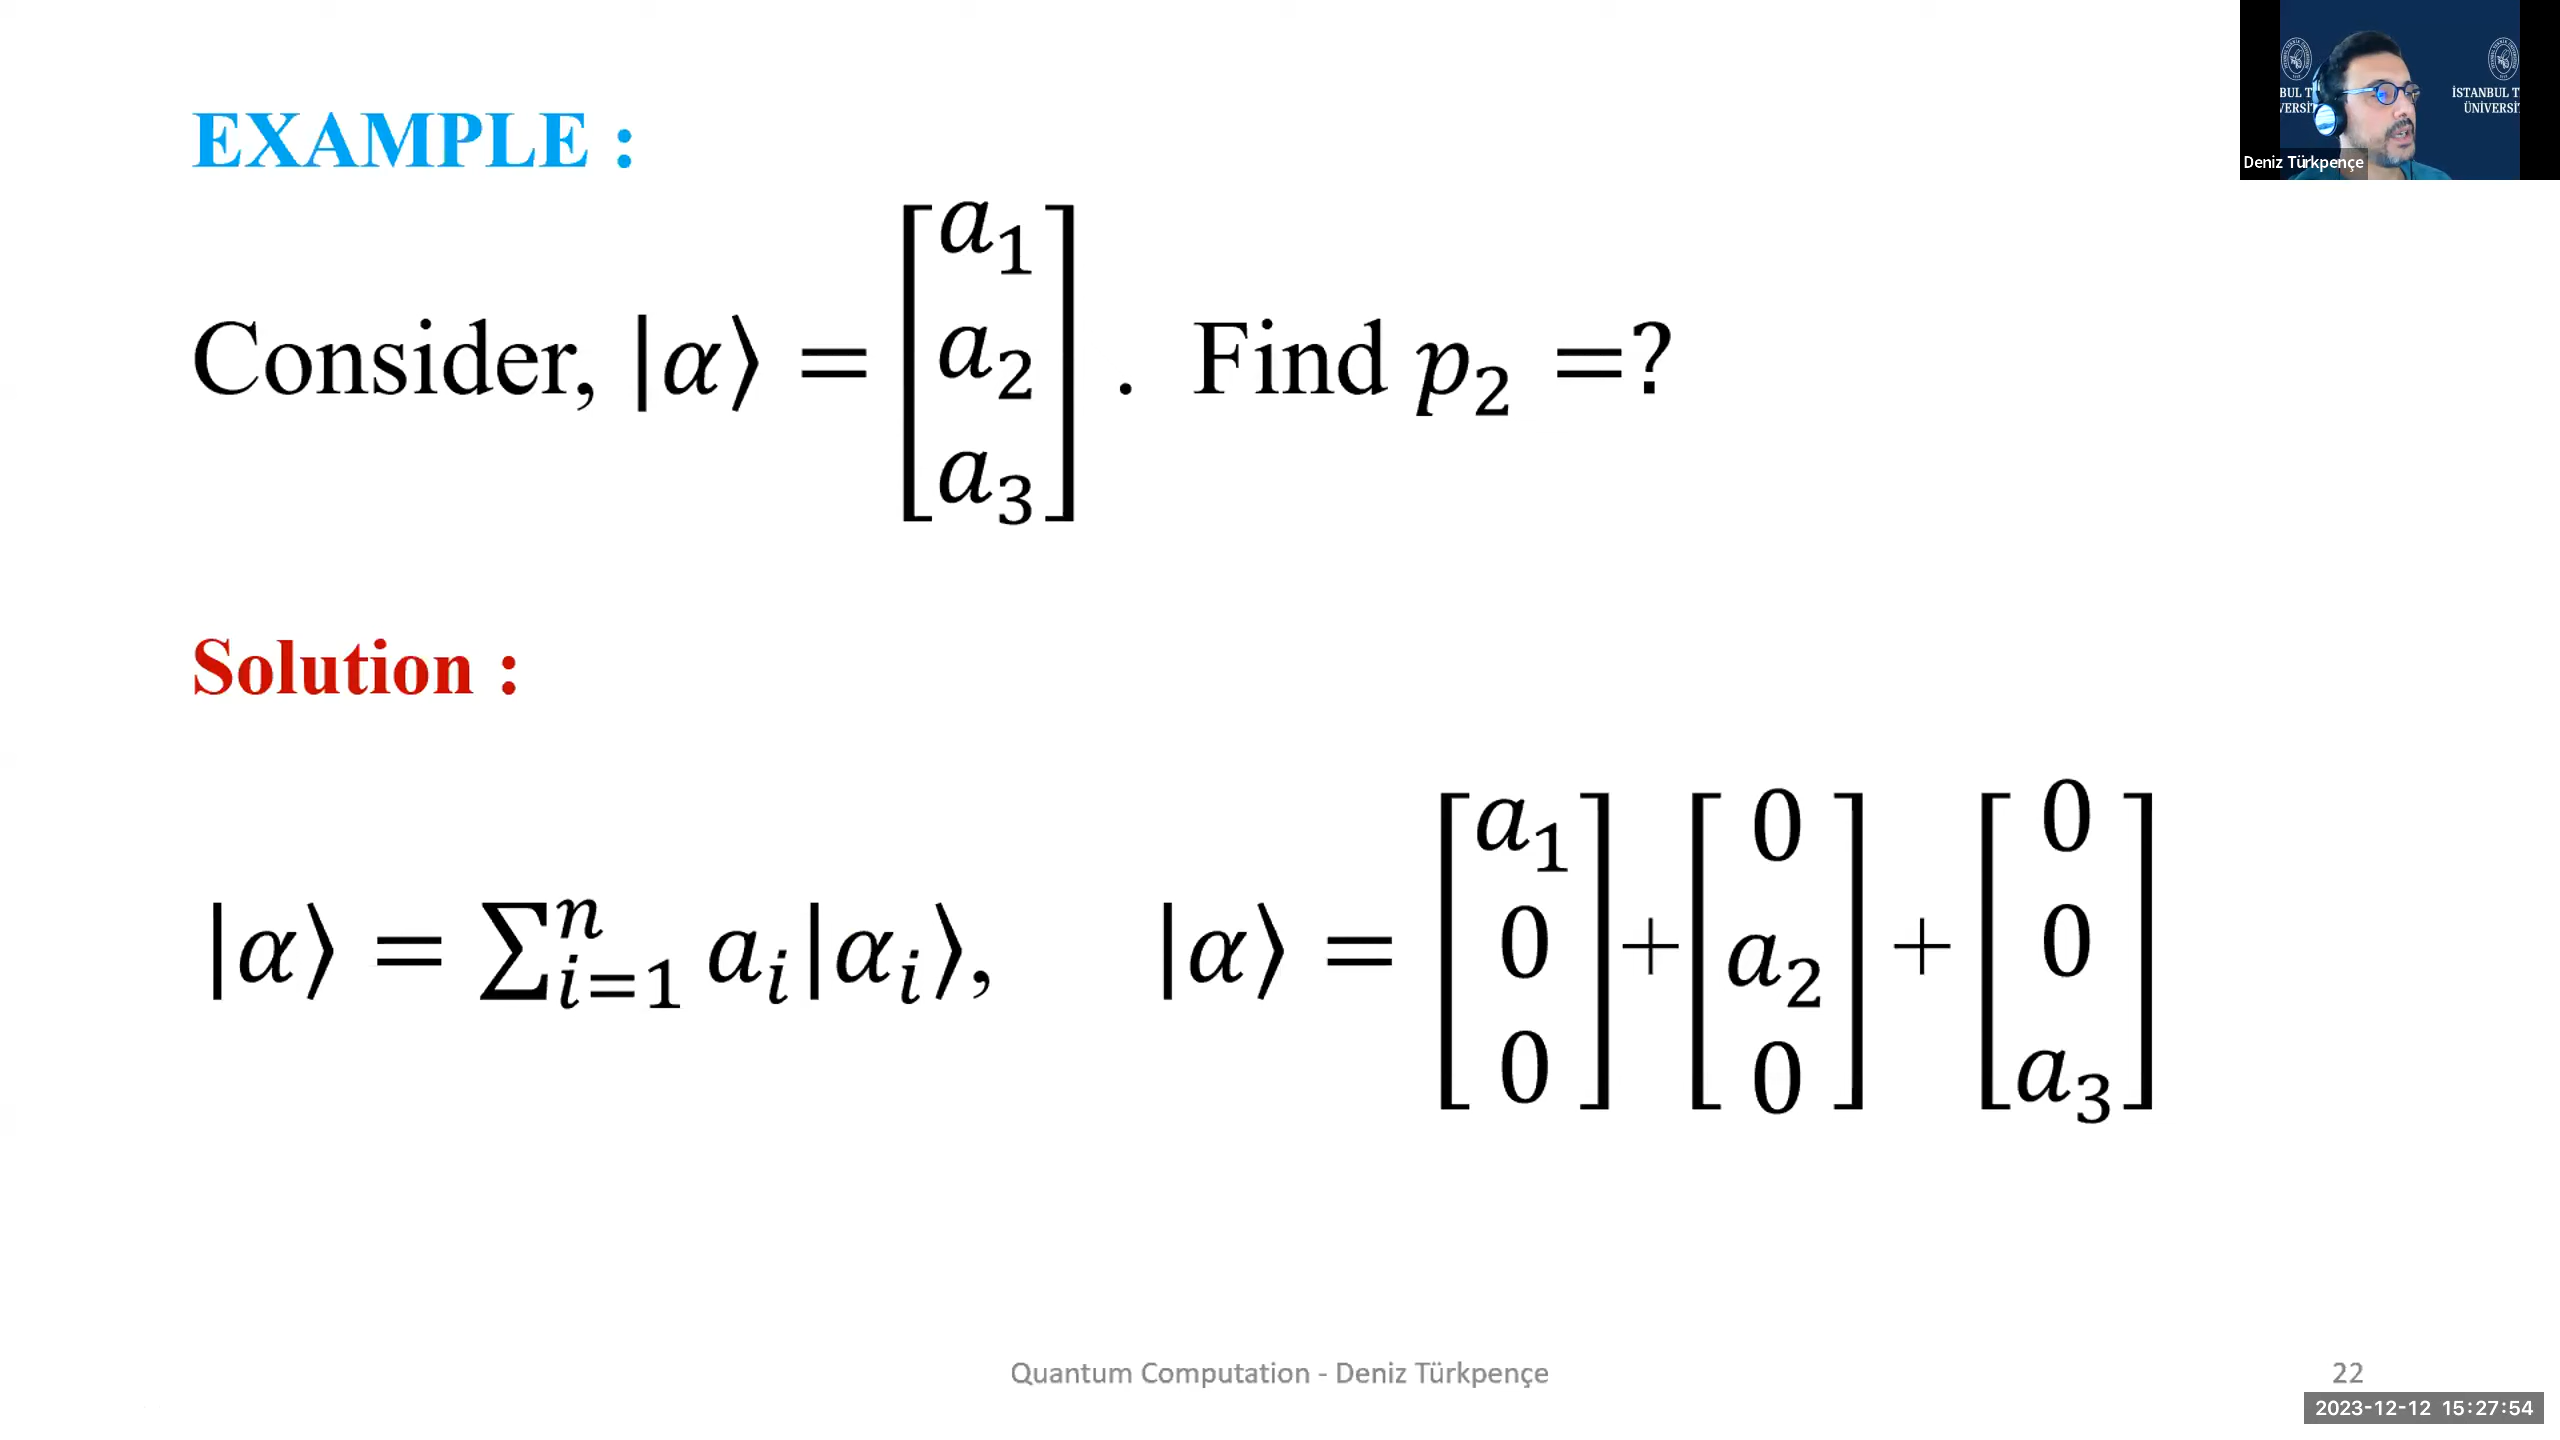 EXAMPLE :
Consider, |α⟩ = [a₁ a₂ a₃] . Find p₂ =?
Solution :
|α⟩ = ∑ⁿᵢ₌₁ aᵢ|αᵢ⟩, |α⟩ = [a₁ 0 0] + [0 a₂ 0] + [0 0 a₃]
Quantum Computation - Deniz Türkpençe
22
2023-12-12 15:27:54
Deniz Türkpençe
İSTANBUL T
ÜNİVERSİ
BUL T